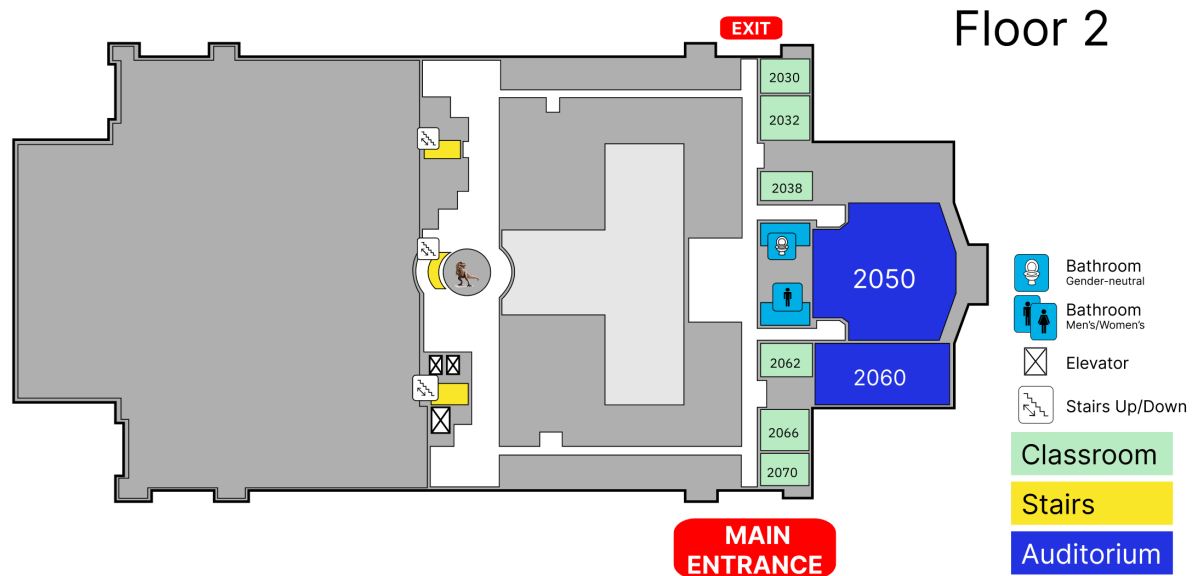 Floor 2
EXIT
2030
2032
2038
2050
2062
2060
2066
2070
MAIN
ENTRANCE
Bathroom
Gender-neutral
Bathroom
Men's/Women's
Elevator
Stairs Up/Down
Classroom
Stairs
Auditorium